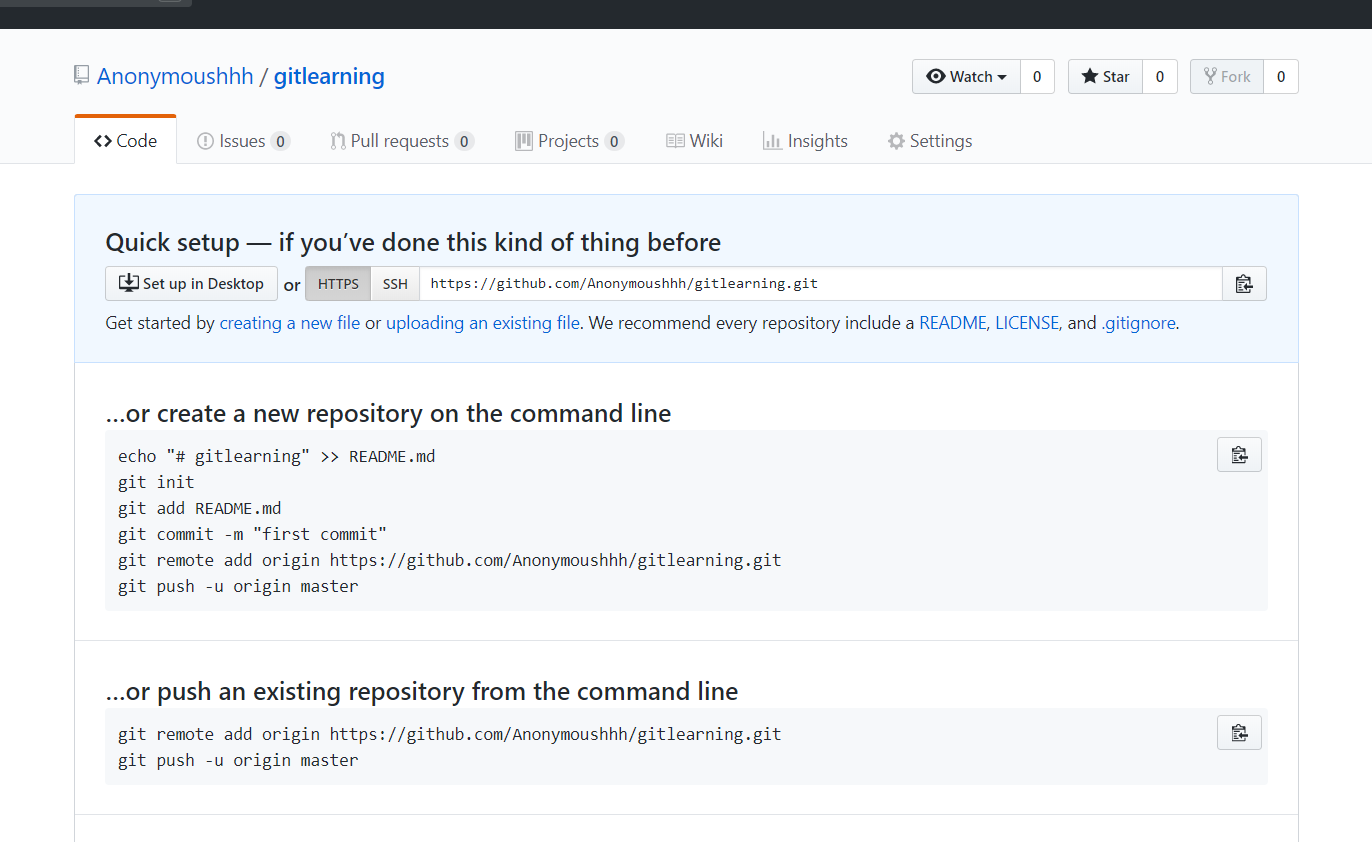 Anonymoushhh / gitlearning
Watch 0 Star 0 Fork 0
Code Issues 0 Pull requests 0 Projects 0 Wiki Insights Settings
Quick setup — if you’ve done this kind of thing before
Set up in Desktop or HTTPS SSH https://github.com/Anonymoushhh/gitlearning.git
Get started by creating a new file or uploading an existing file. We recommend every repository include a README, LICENSE, and .gitignore.
…or create a new repository on the command line
echo "# gitlearning" >> README.md
git init
git add README.md
git commit -m "first commit"
git remote add origin https://github.com/Anonymoushhh/gitlearning.git
git push -u origin master
…or push an existing repository from the command line
git remote add origin https://github.com/Anonymoushhh/gitlearning.git
git push -u origin master